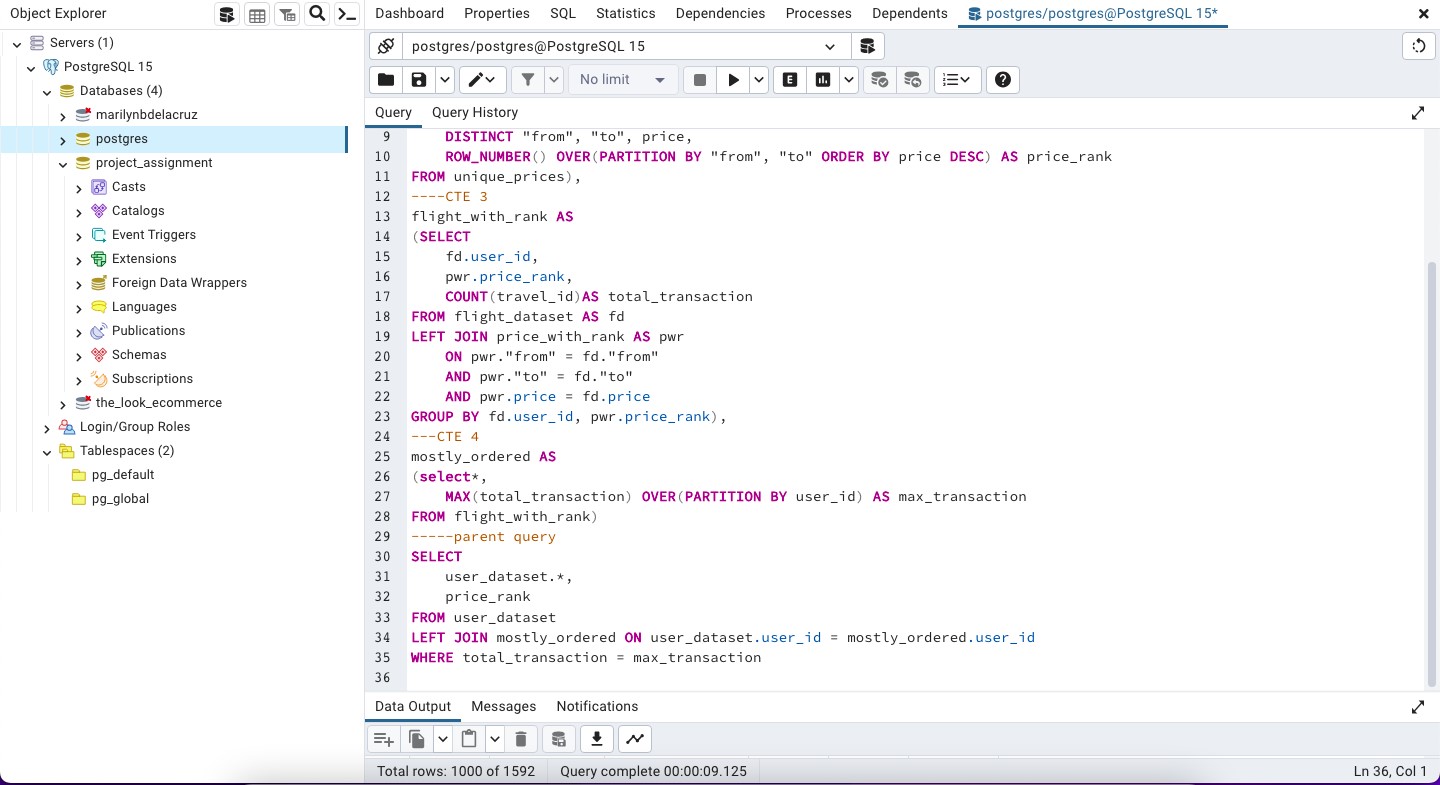 Object Explorer
Dashboard Properties SQL Statistics Dependencies Processes Dependents postgres/postgres@PostgreSQL 15*
Servers (1)
PostgreSQL 15
Databases (4)
marilynbdelacruz
postgres
project_assignment
Casts
Catalogs
Event Triggers
Extensions
Foreign Data Wrappers
Languages
Publications
Schemas
Subscriptions
the_look_ecommerce
Login/Group Roles
Tablespaces (2)
pg_default
pg_global
postgres/postgres@PostgreSQL 15
No limit E
Query Query History
9 DISTINCT "from", "to", price,
10 ROW_NUMBER() OVER(PARTITION BY "from", "to" ORDER BY price DESC) AS price_rank
11 FROM unique_prices),
12 ----CTE 3
13 flight_with_rank AS
14 (SELECT
15 fd.user_id,
16 pwr.price_rank,
17 COUNT(travel_id)AS total_transaction
18 FROM flight_dataset AS fd
19 LEFT JOIN price_with_rank AS pwr
20 ON pwr."from" = fd."from"
21 AND pwr."to" = fd."to"
22 AND pwr.price = fd.price
23 GROUP BY fd.user_id, pwr.price_rank),
24 ---CTE 4
25 mostly_ordered AS
26 (select*,
27 MAX(total_transaction) OVER(PARTITION BY user_id) AS max_transaction
28 FROM flight_with_rank)
29 -----parent query
30 SELECT
31 user_dataset.*,
32 price_rank
33 FROM user_dataset
34 LEFT JOIN mostly_ordered ON user_dataset.user_id = mostly_ordered.user_id
35 WHERE total_transaction = max_transaction
36
Data Output Messages Notifications
Total rows: 1000 of 1592 Query complete 00:00:09.125 Ln 36, Col 1